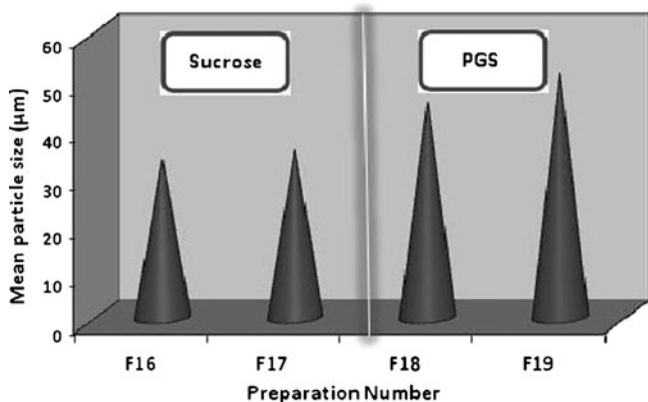 Sucrose
PGS
Mean particle size (µm)
60
50
40
30
20
10
0
F16
F17
F18
F19
Preparation Number